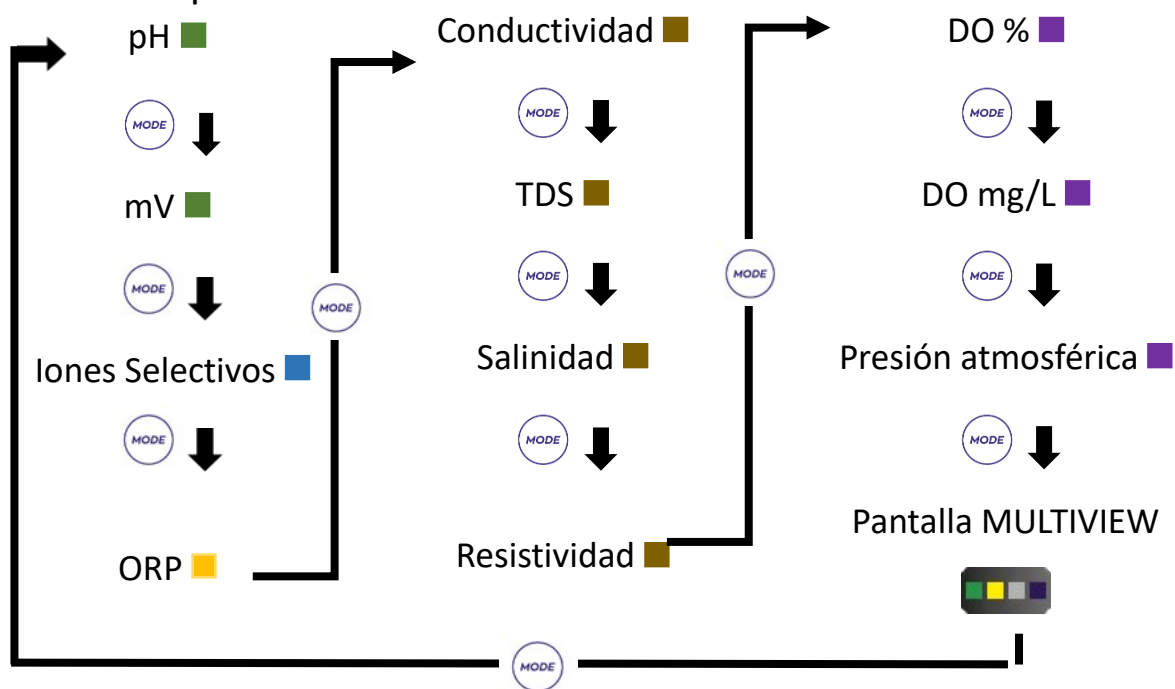 pH
MODE
mV
MODE
Iones Selectivos
MODE
ORP
MODE
Conductividad
MODE
TDS
MODE
Salinidad
MODE
Resistividad
MODE
DO %
MODE
DO mg/L
MODE
Presión atmosférica
MODE
Pantalla MULTIVIEW
MODE